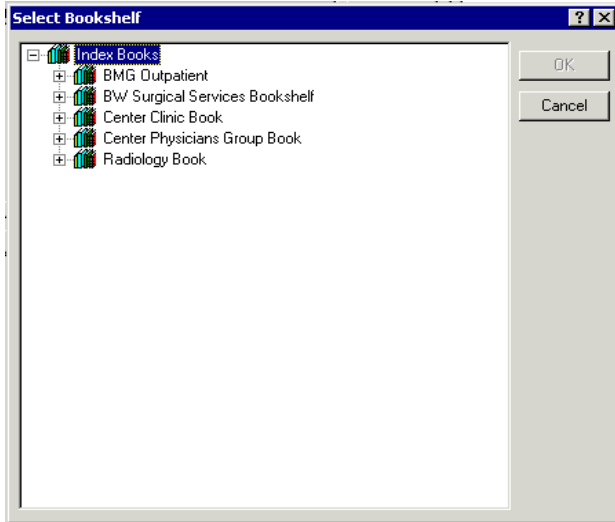 Select Bookshelf
Index Books
BMG Outpatient
BW Surgical Services Bookshelf
Center Clinic Book
Center Physicians Group Book
Radiology Book
OK
Cancel